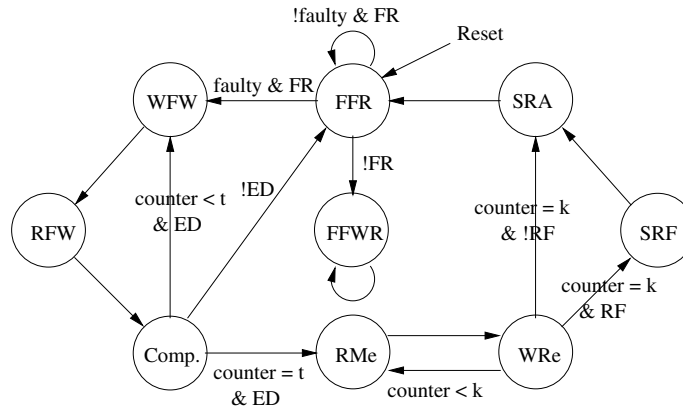 !faulty & FR
Reset
faulty & FR
WFW
FFR
SRA
!FR
!ED
counter < t
& ED
counter = k
& !RF
RFW
FFWR
SRF
counter = k
& RF
Comp.
RMe
WRe
counter = t
& ED
counter < k